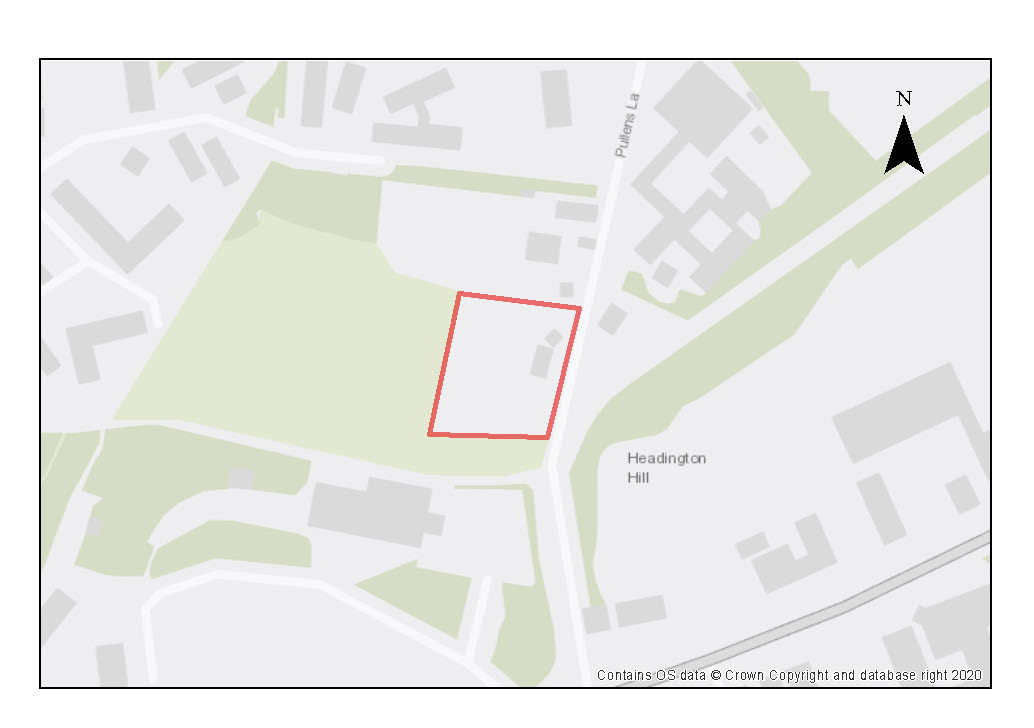 N
Pullens La
Headington
Hill
Contains OS data © Crown Copyright and database right 2020